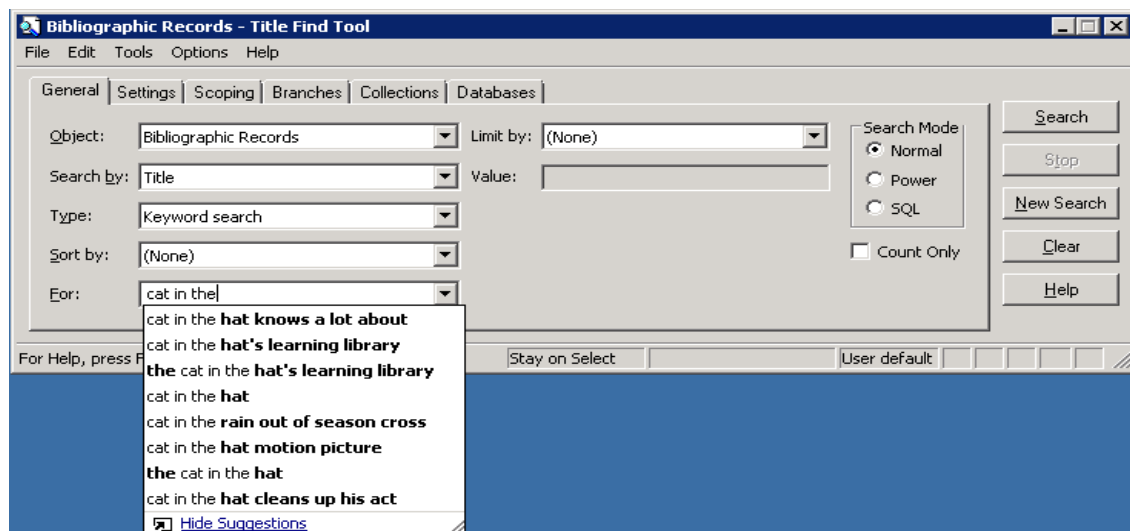 Bibliographic Records - Title Find Tool
File Edit Tools Options Help
General Settings Scoping Branches Collections Databases
Object: Bibliographic Records
Limit by: (None)
Search by: Title
Value:
Type: Keyword search
Sort by: (None)
For: cat in the
Search Mode
Normal
Power
SQL
Count Only
Search
Stop
New Search
Clear
Help
cat in the hat knows a lot about
cat in the hat's learning library
the cat in the hat's learning library
cat in the hat
cat in the rain out of season cross
cat in the hat motion picture
the cat in the hat
cat in the hat cleans up his act
Hide Suggestions
For Help, press
Stay on Select
User default